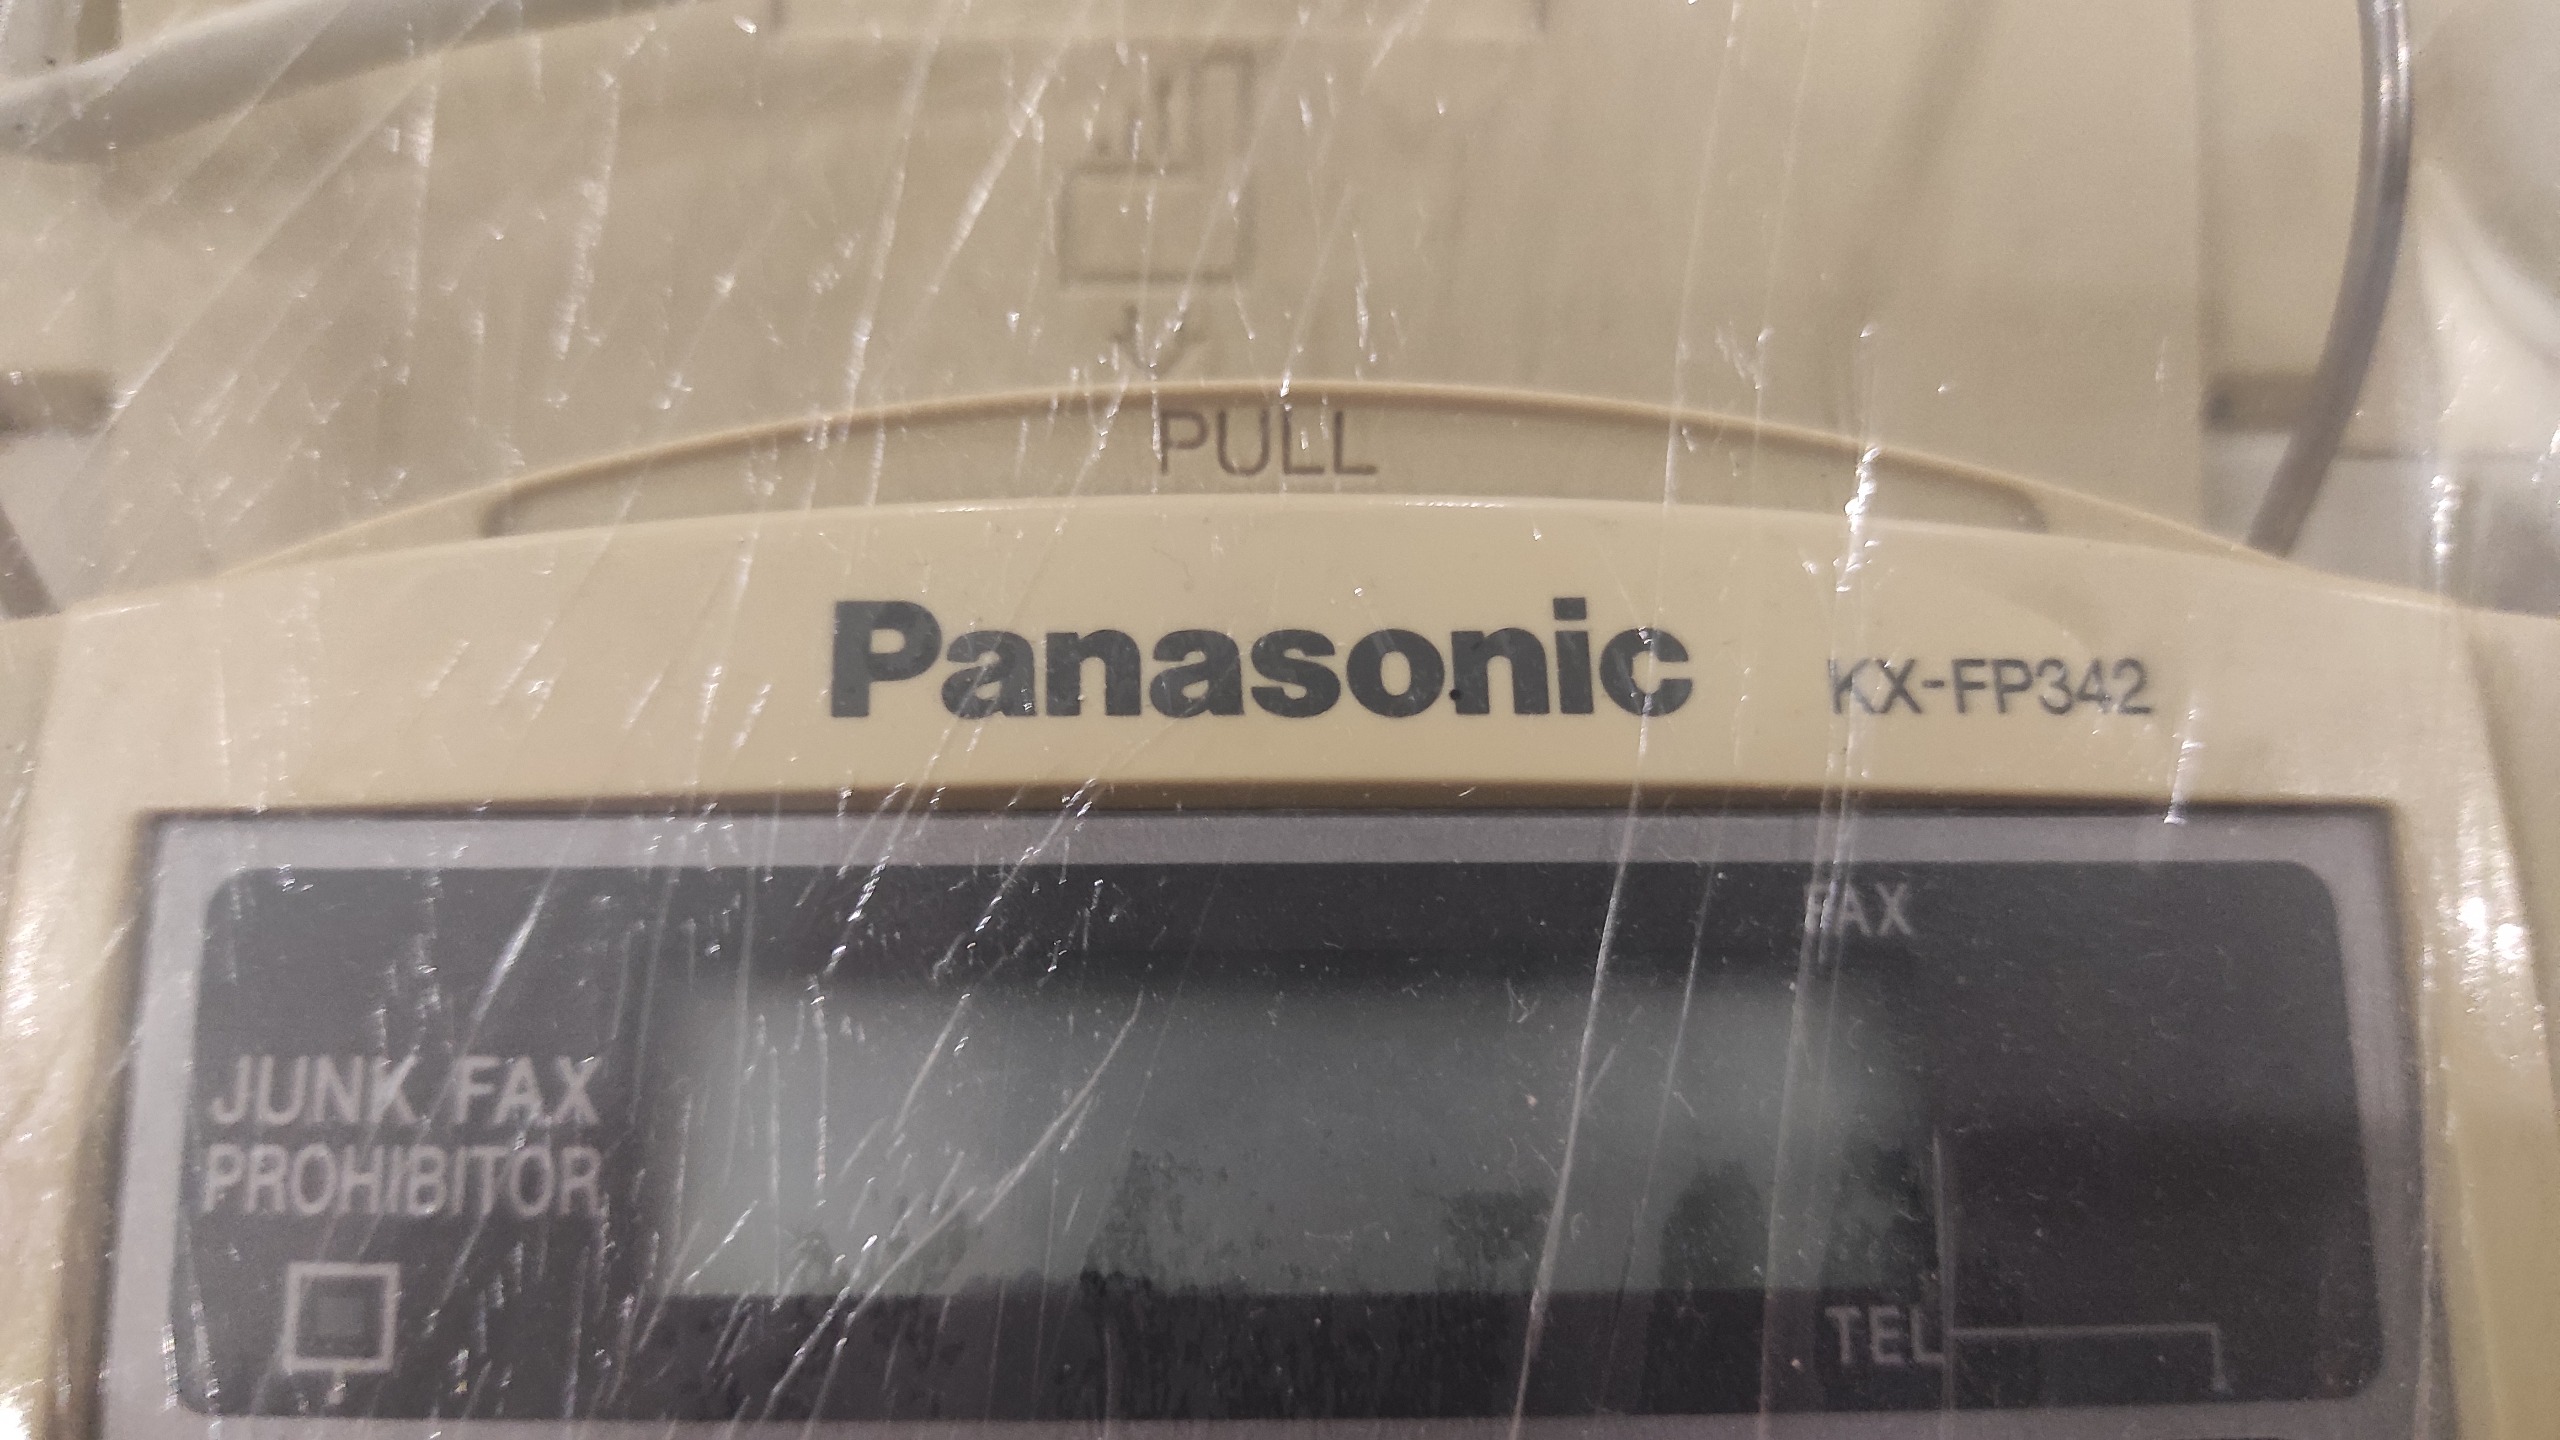 PULL
Panasonic KX-FP342
FAX
JUNK FAX
PROHIBITOR
TEL